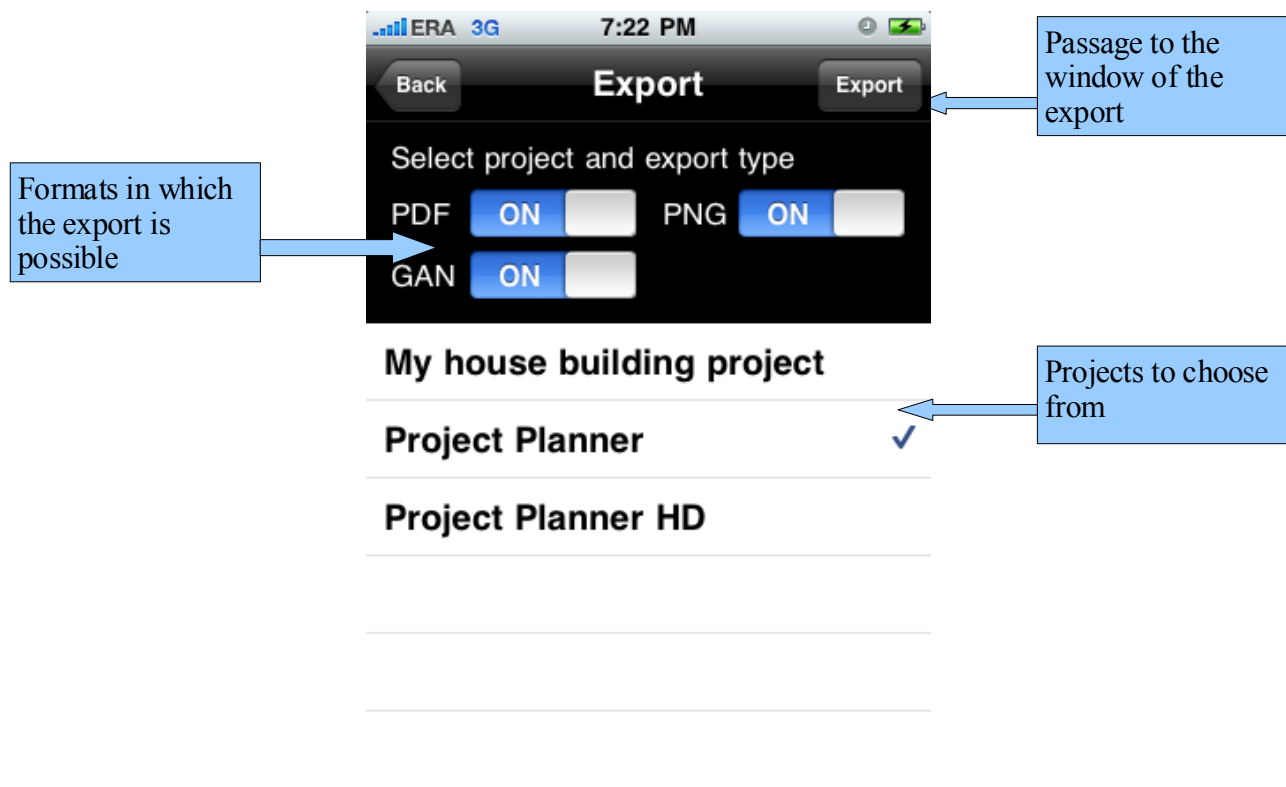 ERA 3G 7:22 PM
Back Export Export
Passage to the
window of the
export
Select project and export type
Formats in which
the export is
possible
PDF ON PNG ON
GAN ON
My house building project
Projects to choose
from
Project Planner
Project Planner HD